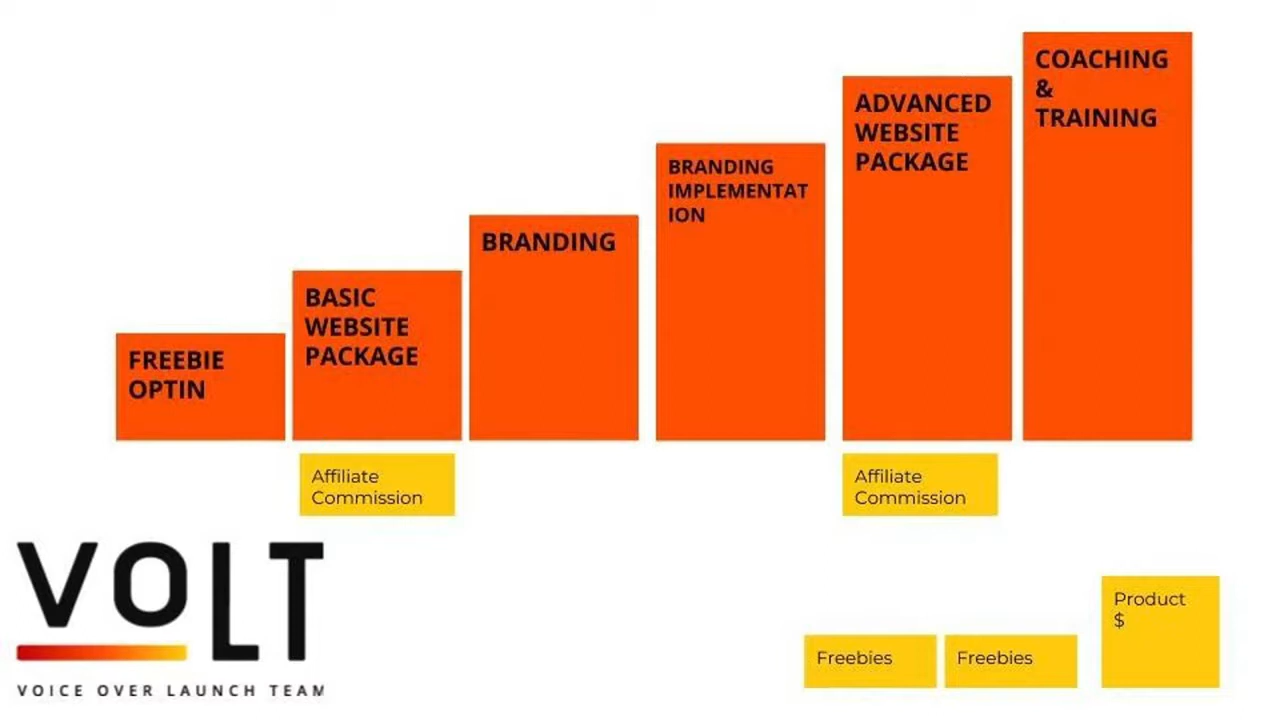 FREEBIE
OPTIN
BASIC
WEBSITE
PACKAGE
BRANDING
BRANDING
IMPLEMENTAT
ION
ADVANCED
WEBSITE
PACKAGE
COACHING
&
TRAINING
Affiliate
Commission
Affiliate
Commission
VOLT
VOICE OVER LAUNCH TEAM
Freebies
Freebies
Product
$